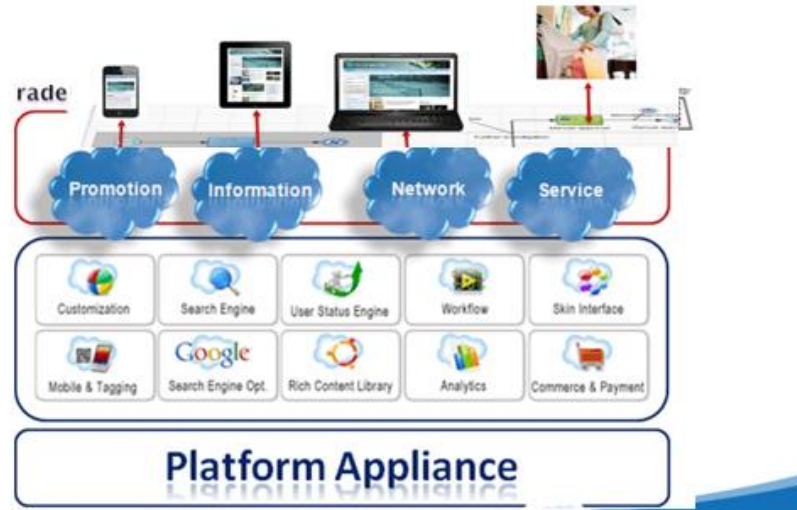 rade
Promotion Information Network Service
Customization Search Engine User Status Engine Workflow Skin Interface
Google
Mobile & Tagging Search Engine Opt. Rich Content Library Analytics Commerce & Payment
Platform Appliance